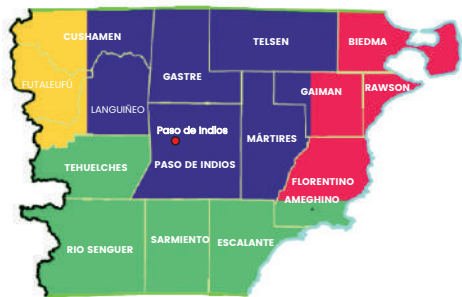 CUSHAMEN
TELSEN
BIEDMA
FUTALEUFÚ
GASTRE
GAIMAN
RAWSON
LANGUIÑEO
Paso de Indios
MÁRTIRES
TEHUELCHES
PASO DE INDIOS
FLORENTINO
AMEGHINO
RIO SENGUER
SARMIENTO
ESCALANTE